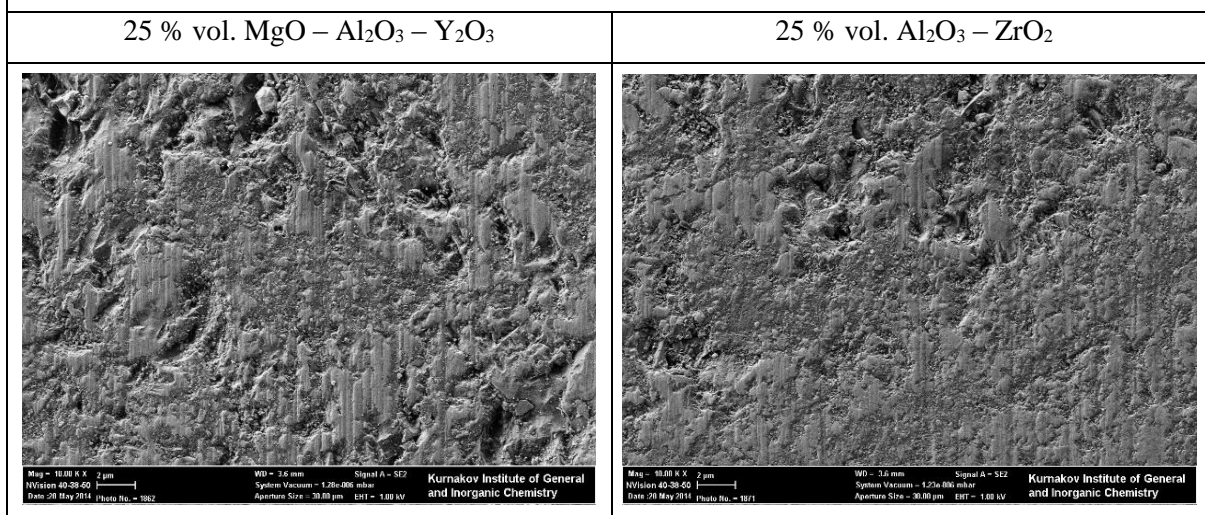 25 % vol. MgO – Al₂O₃ – Y₂O₃
25 % vol. Al₂O₃ – ZrO₂
Mag = 10.00 K X 2 µm
NVision 40-38-50
Date :20 May 2014 Photo No. = 1862
WD = 3.6 mm Signal A = SE2
System Vacuum = 1.28e-006 mbar
Aperture Size = 30.00 µm EHT = 1.00 kV
Kurnakov Institute of General
and Inorganic Chemistry
Mag = 10.00 K X 2 µm
NVision 40-38-50
Date :20 May 2014 Photo No. = 1871
WD = 3.6 mm Signal A = SE2
System Vacuum = 1.23e-006 mbar
Aperture Size = 30.00 µm EHT = 1.00 kV
Kurnakov Institute of General
and Inorganic Chemistry